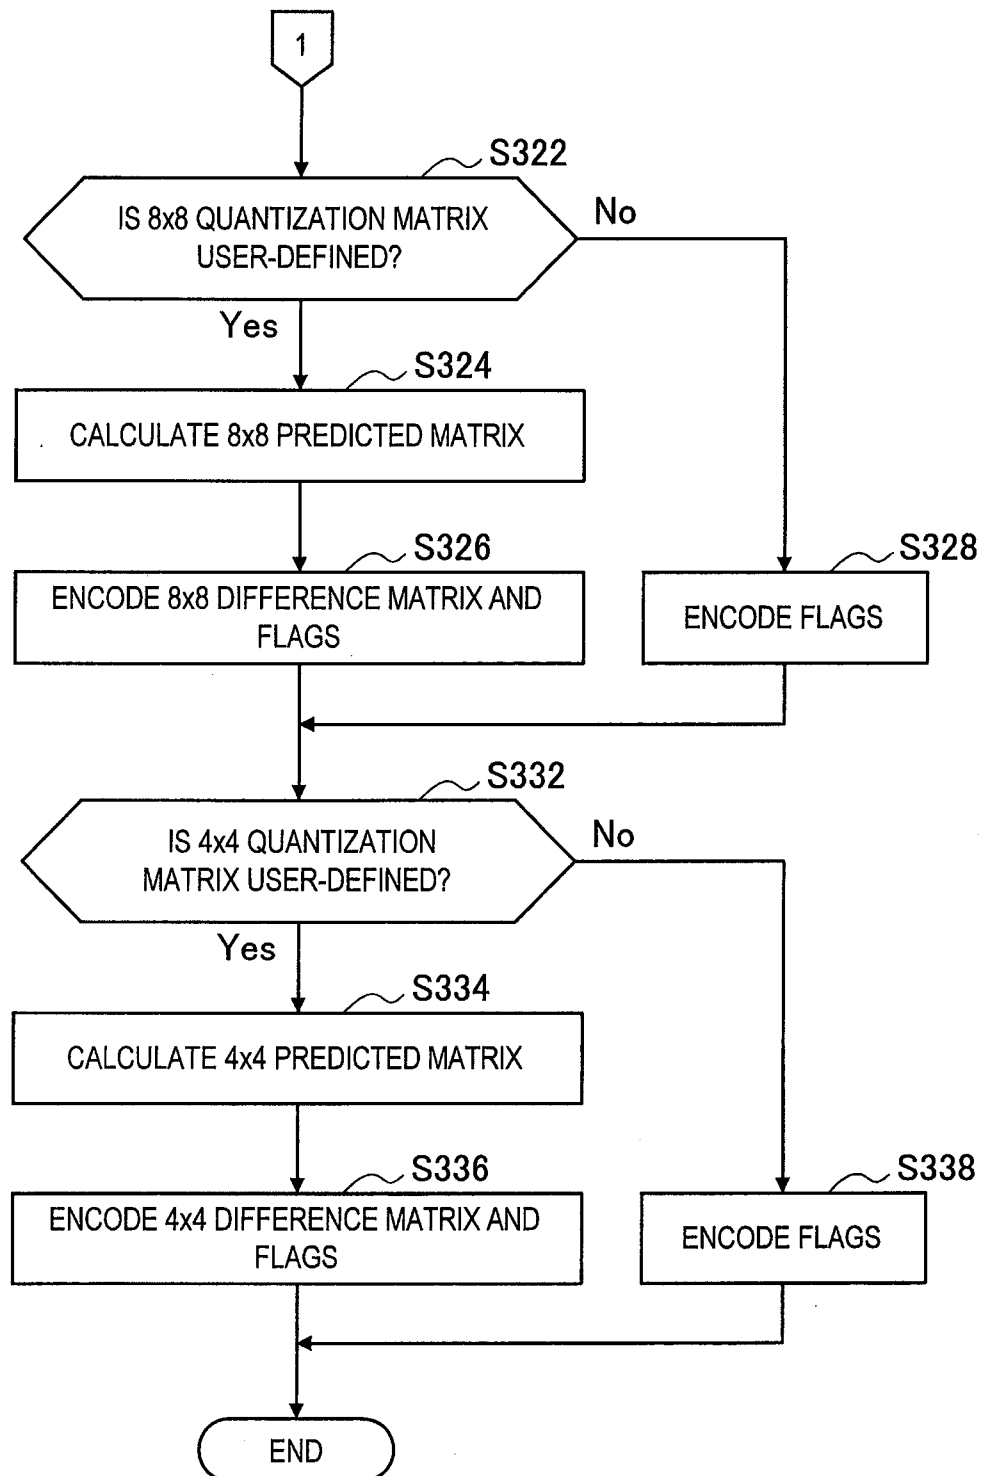 1
S322
IS 8x8 QUANTIZATION MATRIX
USER-DEFINED?
No
Yes
S324
CALCULATE 8x8 PREDICTED MATRIX
S326
ENCODE 8x8 DIFFERENCE MATRIX AND
FLAGS
S328
ENCODE FLAGS
S332
IS 4x4 QUANTIZATION
MATRIX USER-DEFINED?
No
Yes
S334
CALCULATE 4x4 PREDICTED MATRIX
S336
ENCODE 4x4 DIFFERENCE MATRIX AND
FLAGS
S338
ENCODE FLAGS
END